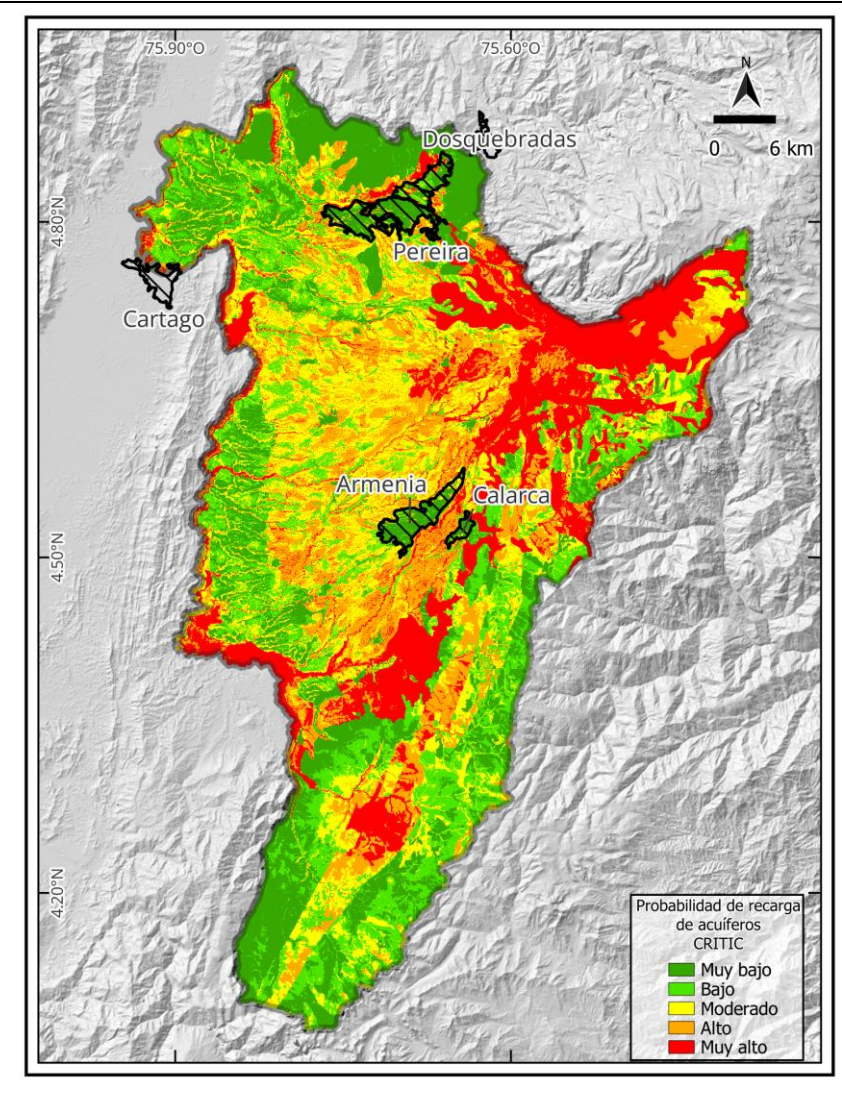 75.90°O
75.60°O
N
0 6 km
Dosquebradas
4.80°N
Pereira
Cartago
Armenia
Calarca
4.50°N
4.20°N
Probabilidad de recarga
de acuíferos
CRITIC
Muy bajo
Bajo
Moderado
Alto
Muy alto